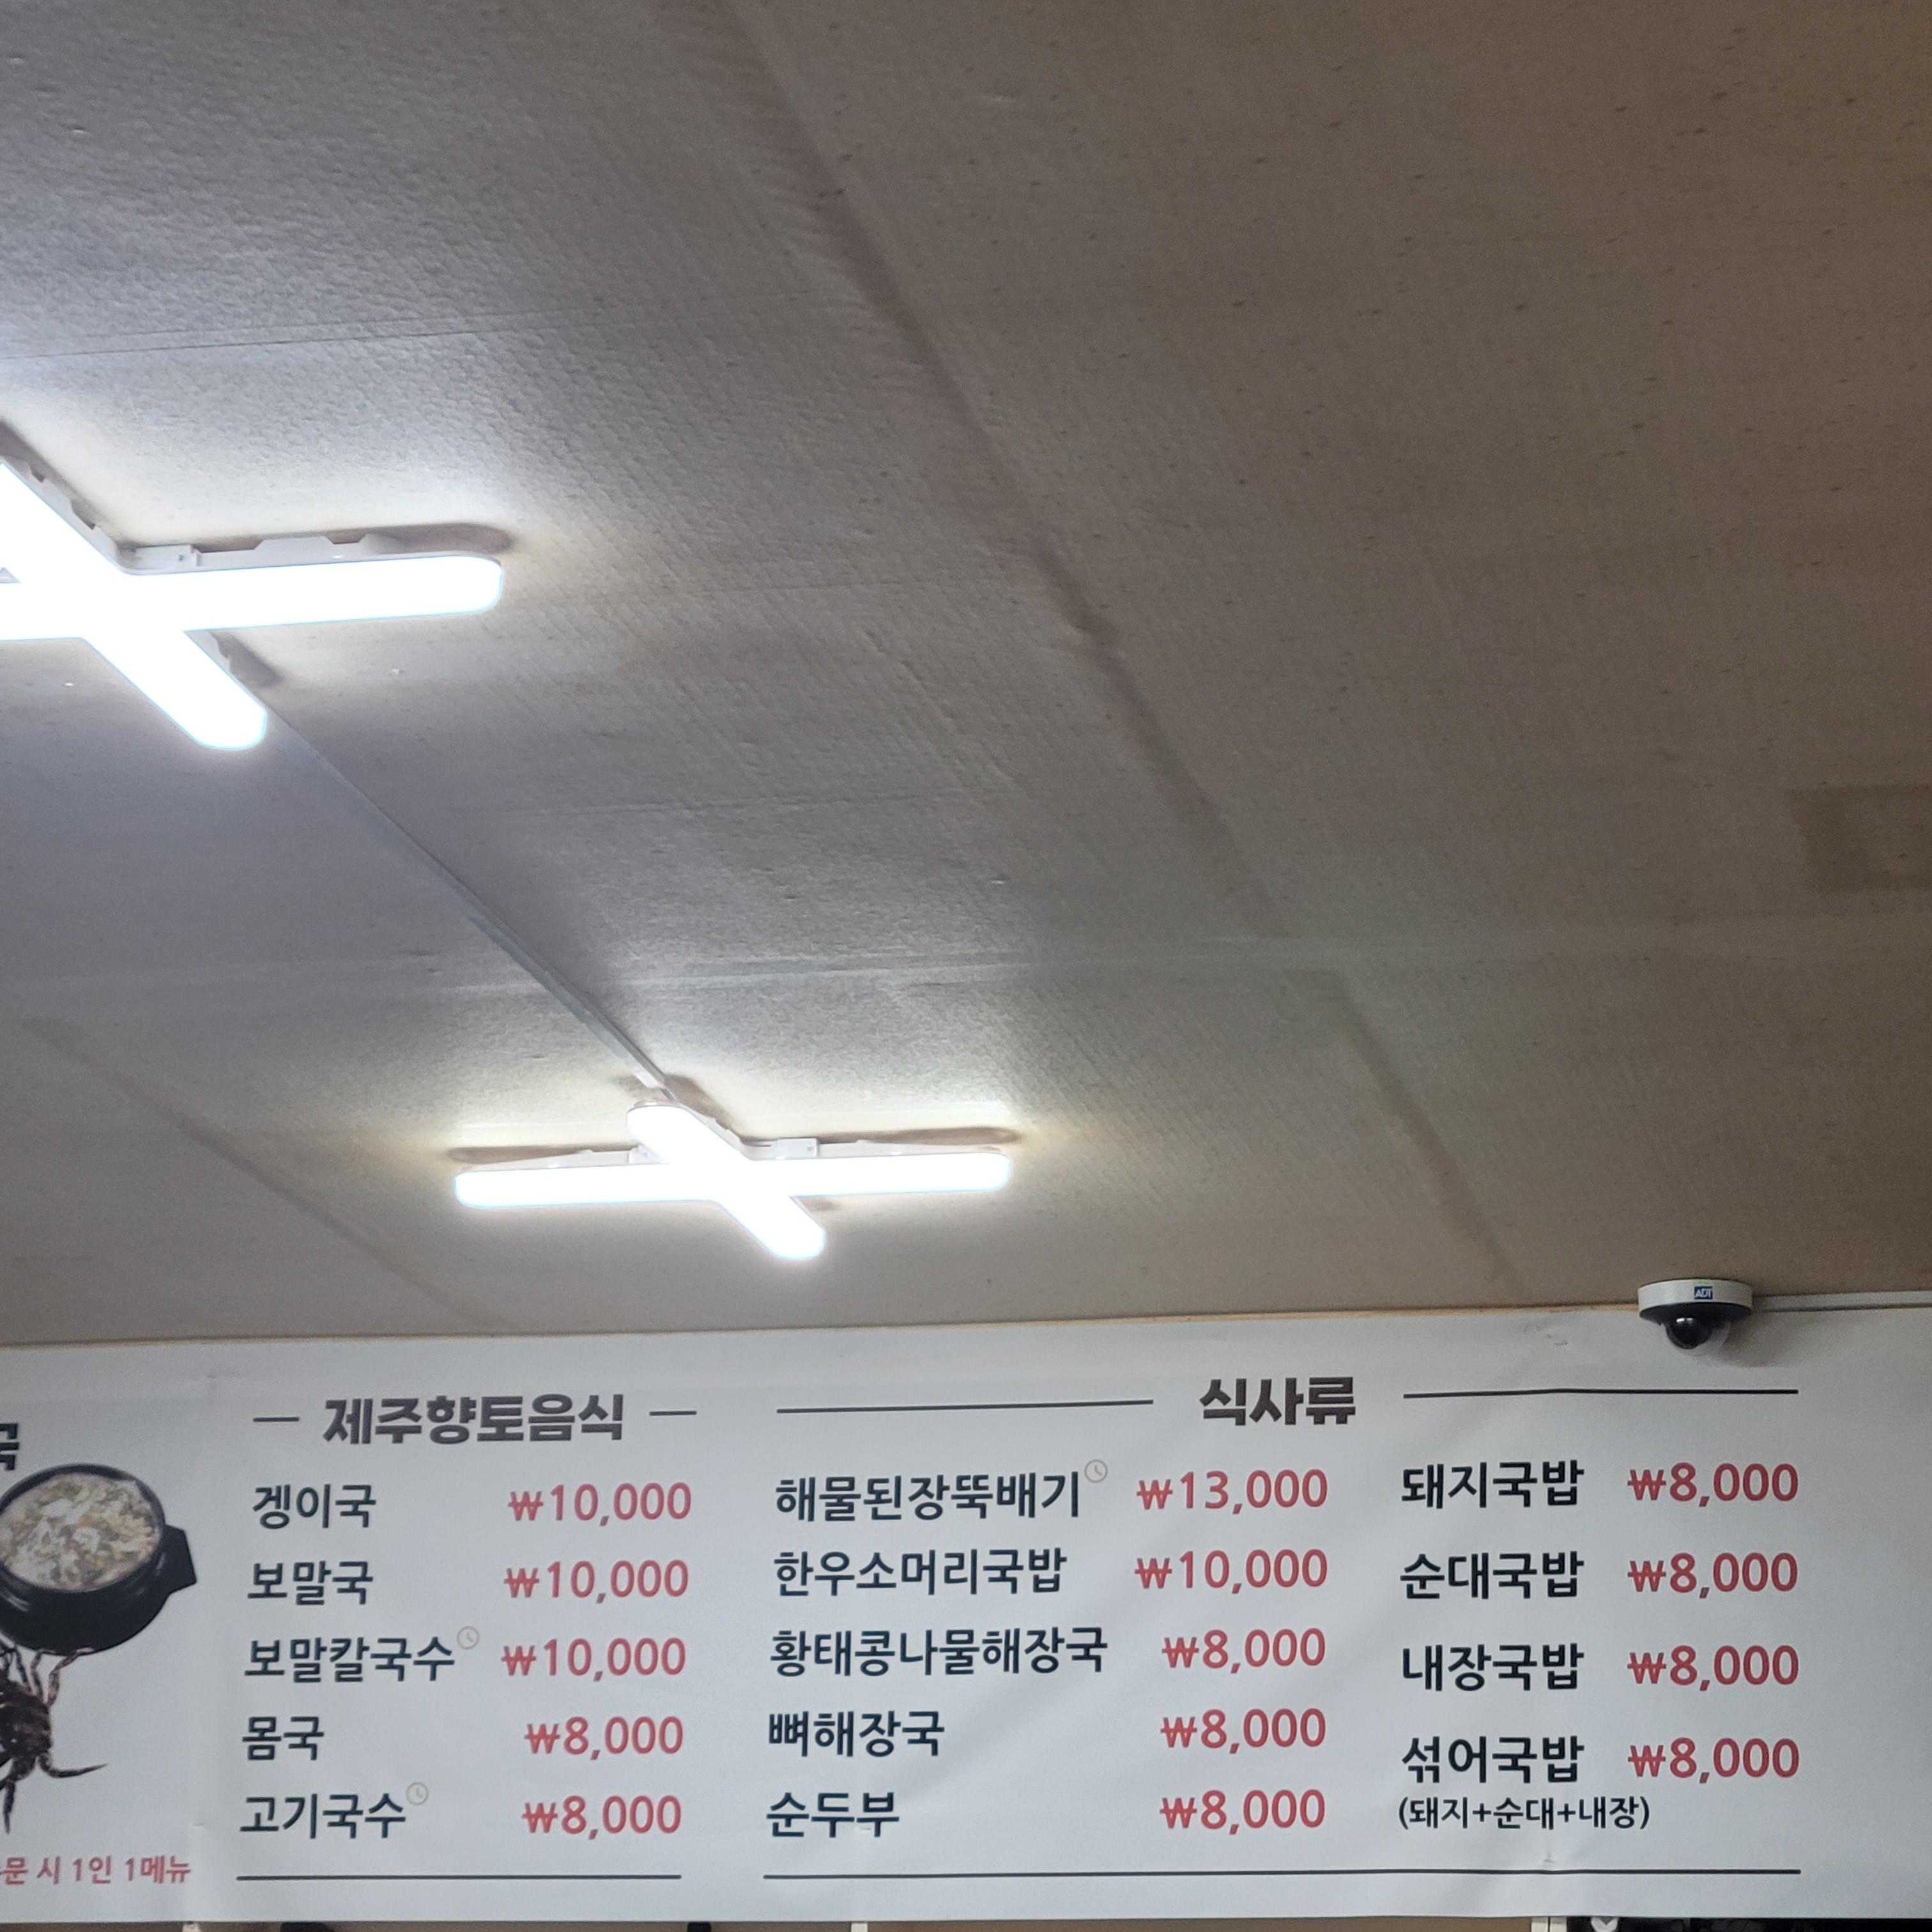 ADT
제주향토음식
겡이국 ₩10,000
보말국 ₩10,000
보말칼국수 ₩10,000
몸국 ₩8,000
고기국수 ₩8,000
식사류
해물된장뚝배기 ₩13,000
한우소머리국밥 ₩10,000
황태콩나물해장국 ₩8,000
뼈해장국 ₩8,000
순두부 ₩8,000
돼지국밥 ₩8,000
순대국밥 ₩8,000
내장국밥 ₩8,000
섞어국밥 ₩8,000
(돼지+순대+내장)
문 시 1인 1메뉴